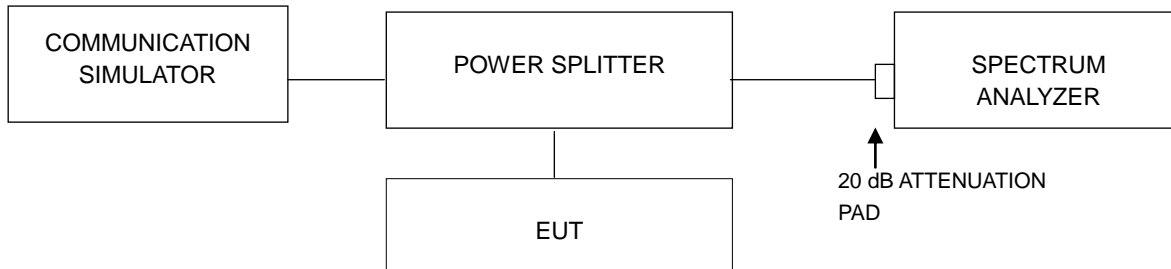 COMMUNICATION
SIMULATOR
POWER SPLITTER
SPECTRUM
ANALYZER
20 dB ATTENUATION
PAD
EUT